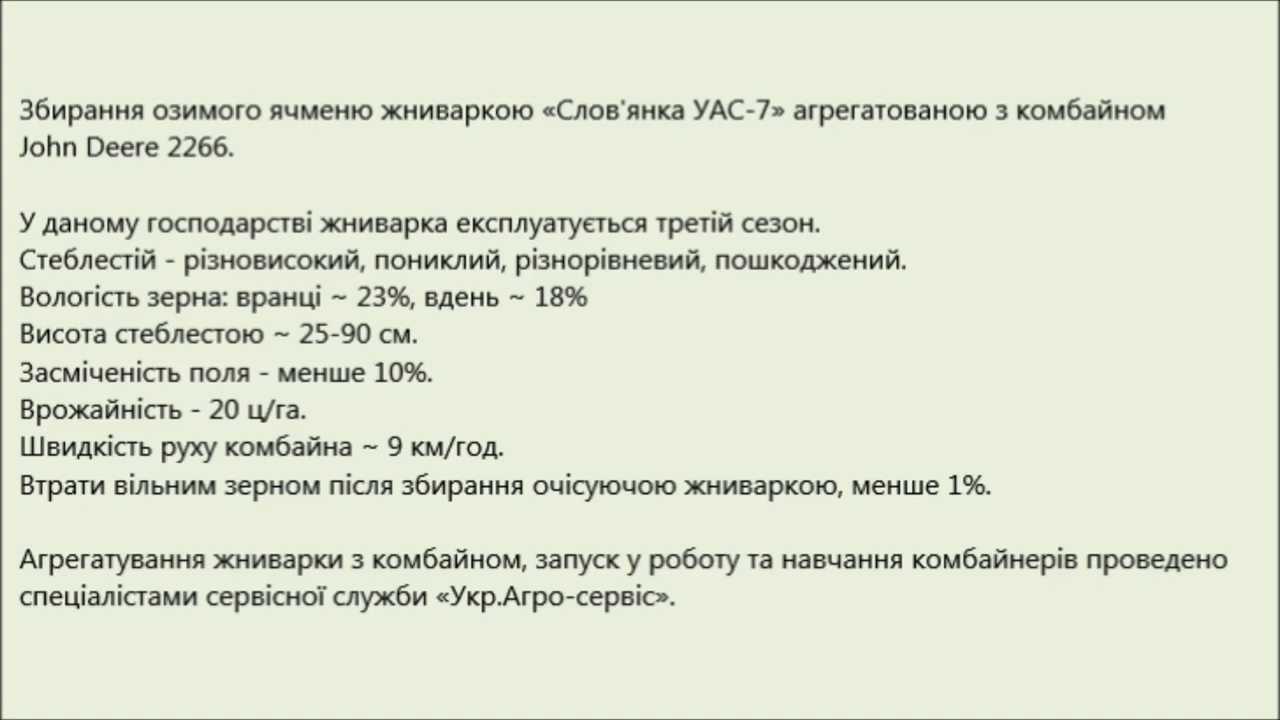 Збирання озимого ячменю жниваркою «Слов'янка УАС-7» агрегатованою з комбайном
John Deere 2266.
У даному господарстві жниварка експлуатується третій сезон.
Стеблестій - різновисокий, пониклий, різнорівневий, пошкоджений.
Вологість зерна: вранці ~ 23%, вдень ~ 18%
Висота стеблестою ~ 25-90 см.
Засміченість поля - менше 10%.
Врожайність - 20 ц/га.
Швидкість руху комбайна ~ 9 км/год.
Втрати вільним зерном після збирання очісуючою жниваркою, менше 1%.
Агрегатування жниварки з комбайном, запуск у роботу та навчання комбайнерів проведено
спеціалістами сервісної служби «Укр.Агро-сервіс».